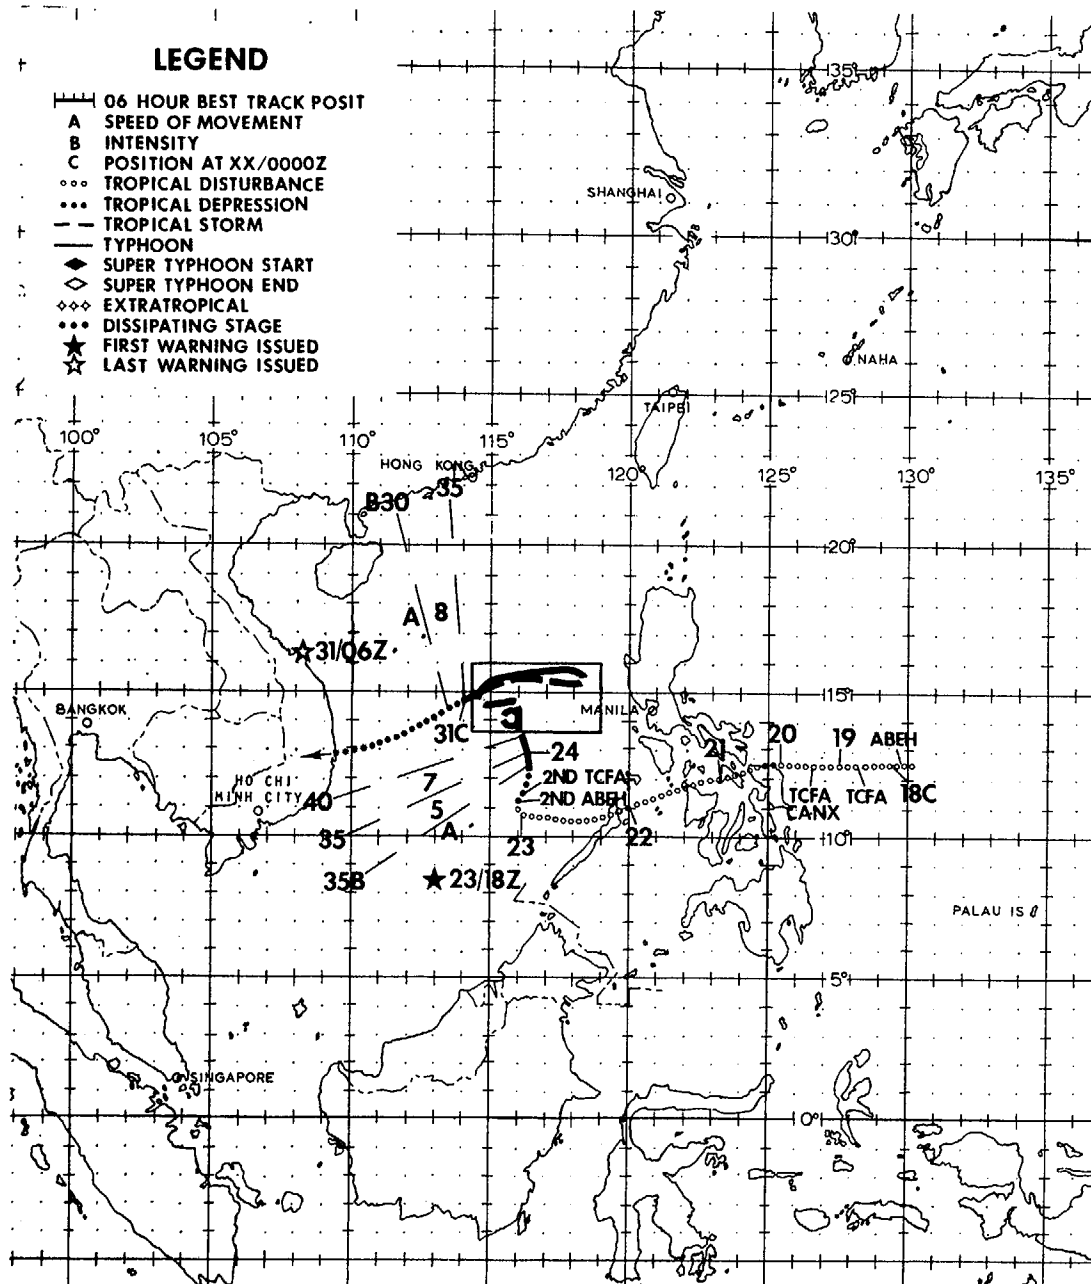 LEGEND
06 HOUR BEST TRACK POSIT
A SPEED OF MOVEMENT
B INTENSITY
C POSITION AT XX/0000Z
TROPICAL DISTURBANCE
TROPICAL DEPRESSION
TROPICAL STORM
TYPHOON
SUPER TYPHOON START
SUPER TYPHOON END
EXTRATROPICAL
DISSIPATING STAGE
FIRST WARNING ISSUED
LAST WARNING ISSUED
35°
SHANGHAI
30°
NAHA
25°
TAIPEI
100° 105° 110° 115°
120° 125° 130° 135°
HONG KONG
B30 35
20°
A 8
31/06Z
15°
BANGKOK
MANILA
31C
24
21 20 19 ABEH
2ND TCFA
2ND ABEH
TCFA TCFA 18C
CANX
HO CHI
MINH CITY
7
40
5
35
A
23 22
10°
35B
23/18Z
PALAU IS
5°
SINGAPORE
0°